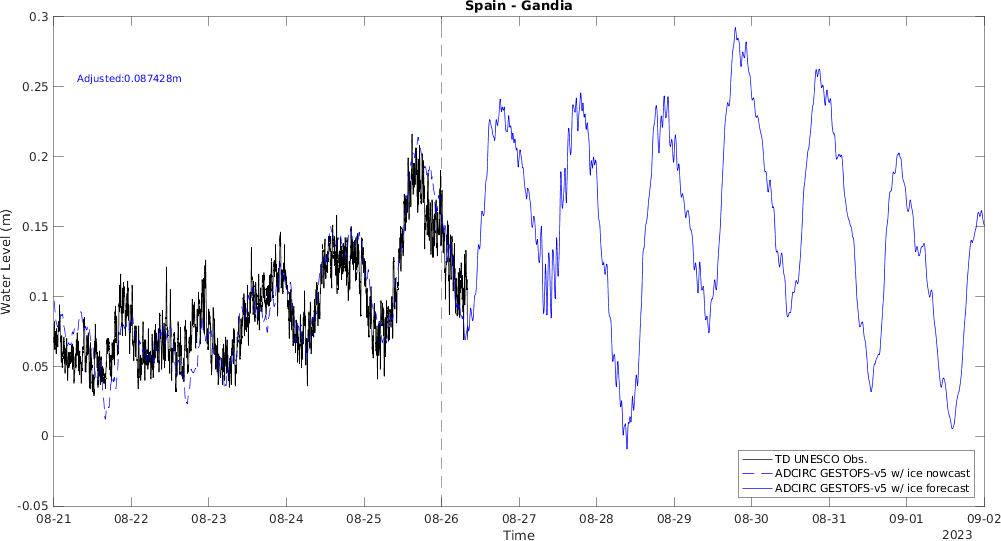 Spain - Gandia
0.3
0.25
0.2
0.15
0.1
0.05
0
-0.05
Water Level (m)
Adjusted:0.087428m
TD UNESCO Obs.
ADCIRC GESTOFS-v5 w/ ice nowcast
ADCIRC GESTOFS-v5 w/ ice forecast
08-21 08-22 08-23 08-24 08-25 08-26 08-27 08-28 08-29 08-30 08-31 09-01 09-02
Time
2023